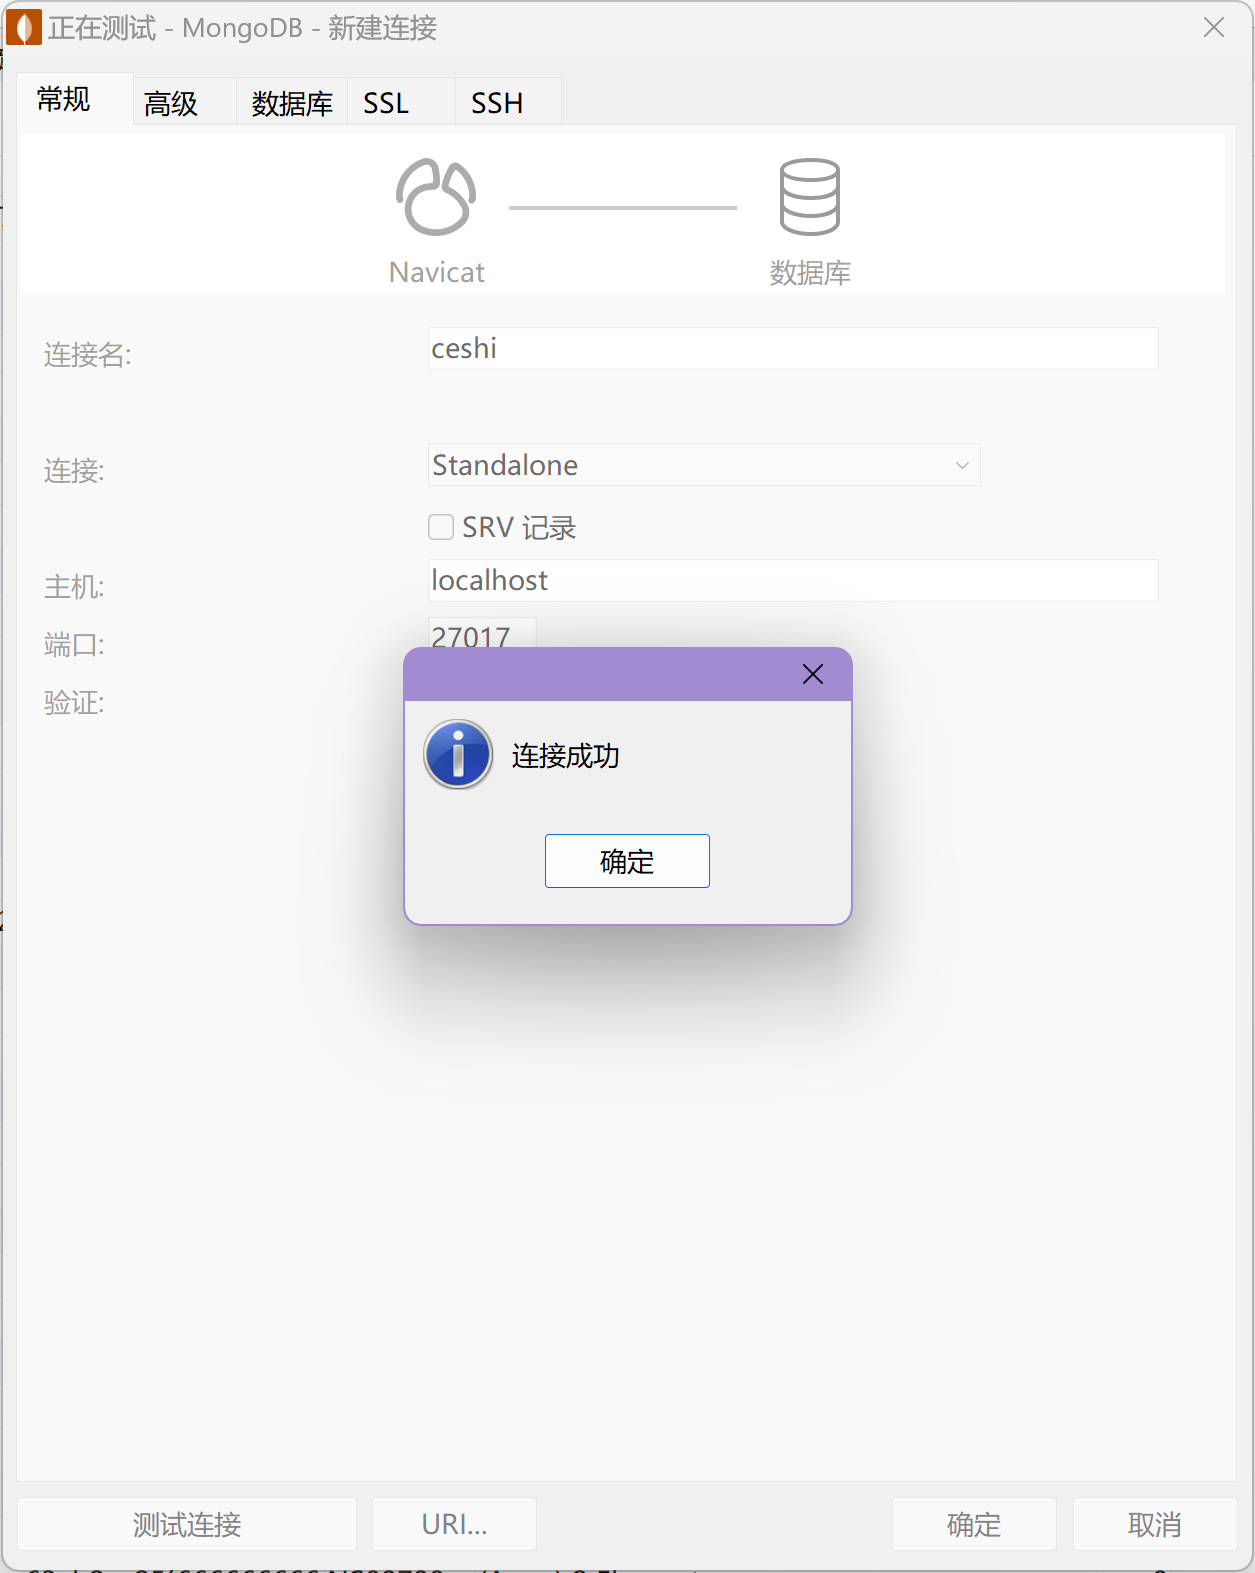 正在测试 - MongoDB - 新建连接
常规 高级 数据库 SSL SSH
Navicat 数据库
连接名: ceshi
连接: Standalone
SRV 记录
主机: localhost
端口: 27017
验证:
连接成功
确定
测试连接 URI... 确定 取消